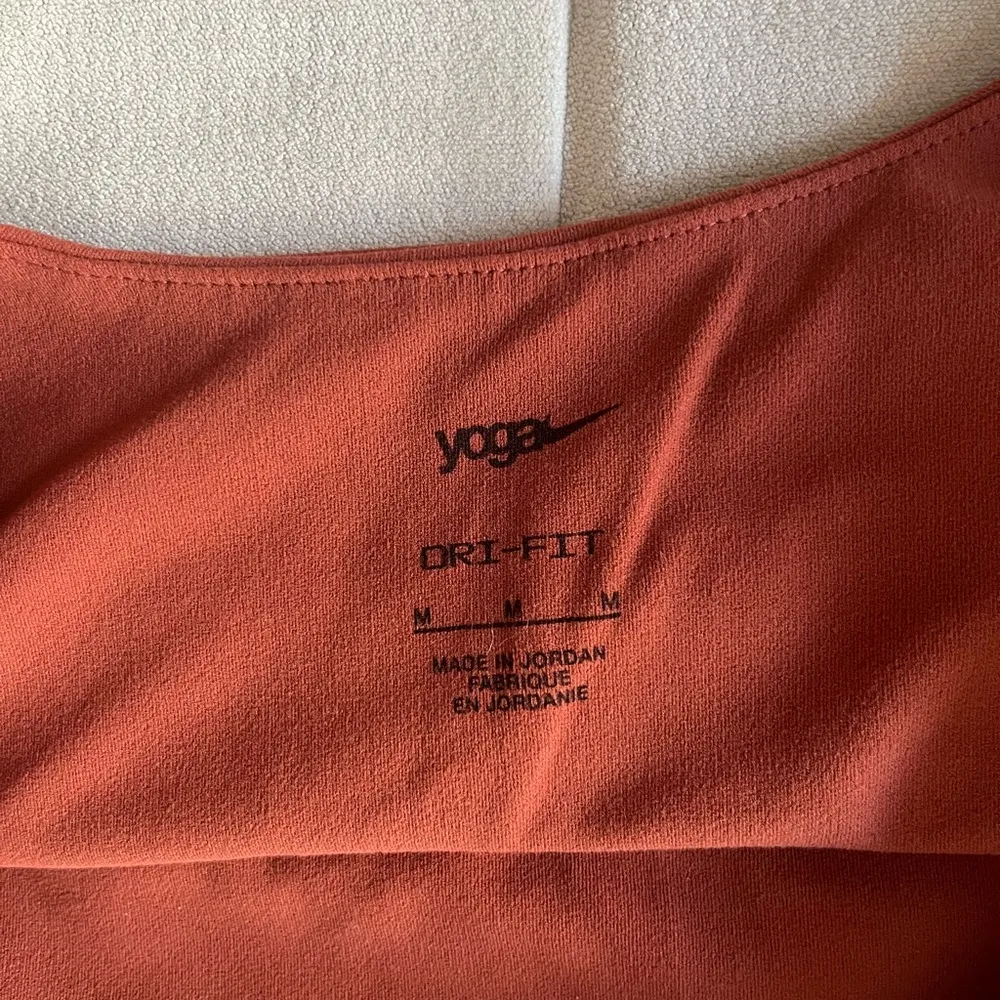 yoga
DRI-FIT
M M M
MADE IN JORDAN
FABRIQUE
EN JORDANIE